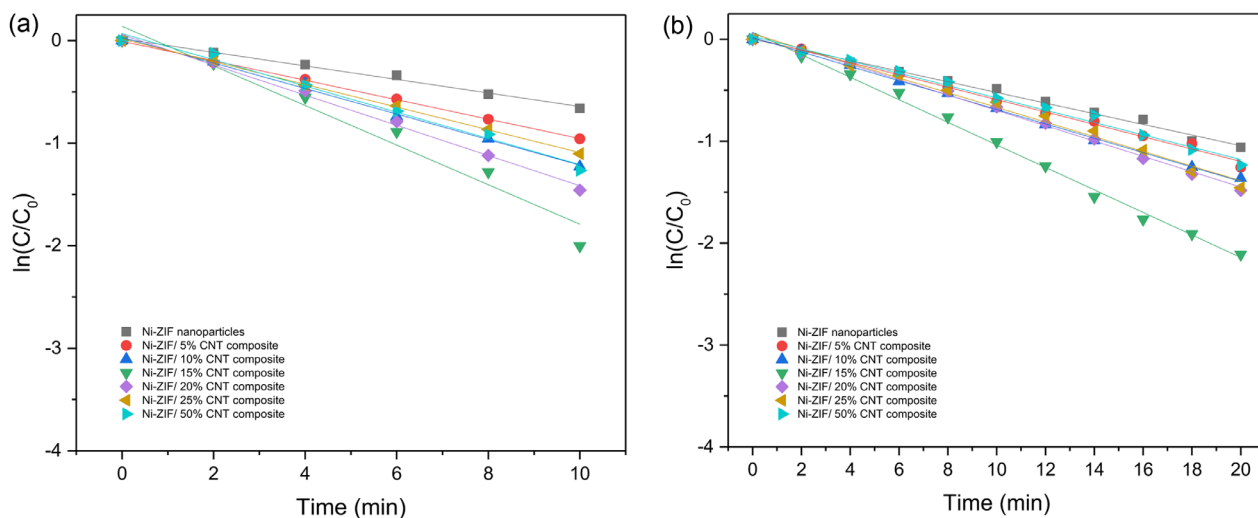 (a)
0
-1
-2
-3
-4
ln(C/C0)
Ni-ZIF nanoparticles
Ni-ZIF/ 5% CNT composite
Ni-ZIF/ 10% CNT composite
Ni-ZIF/ 15% CNT composite
Ni-ZIF/ 20% CNT composite
Ni-ZIF/ 25% CNT composite
Ni-ZIF/ 50% CNT composite
0 2 4 6 8 10
Time (min)
(b)
0
-1
-2
-3
-4
ln(C/C0)
Ni-ZIF nanoparticles
Ni-ZIF/ 5% CNT composite
Ni-ZIF/ 10% CNT composite
Ni-ZIF/ 15% CNT composite
Ni-ZIF/ 20% CNT composite
Ni-ZIF/ 25% CNT composite
Ni-ZIF/ 50% CNT composite
0 2 4 6 8 10 12 14 16 18 20
Time (min)